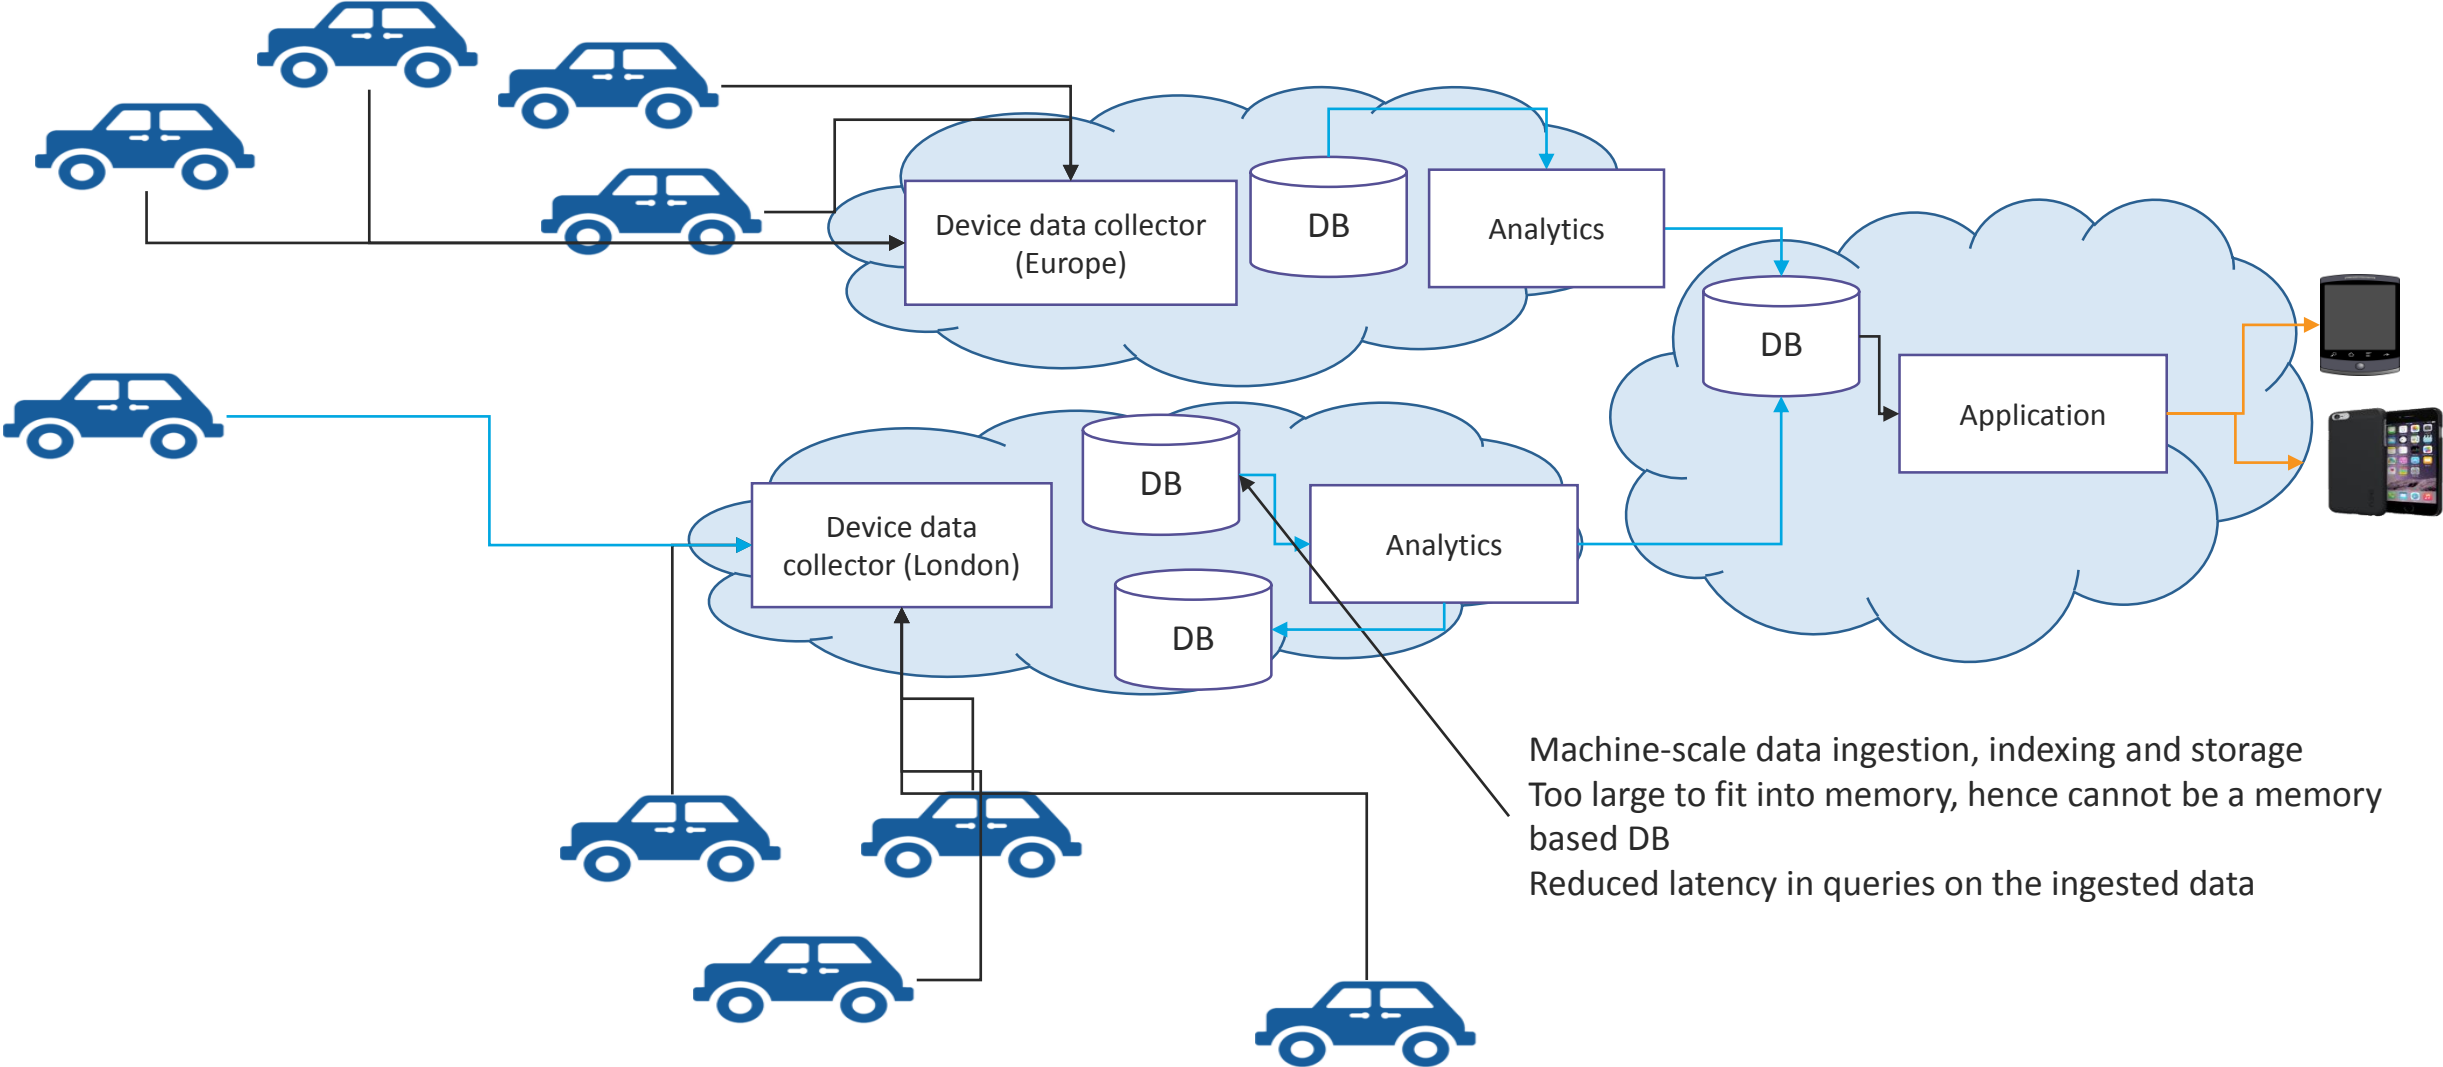 Device data collector
(Europe)
DB
Analytics
DB
Application
Device data
collector (London)
DB
Analytics
DB
Machine-scale data ingestion, indexing and storage
Too large to fit into memory, hence cannot be a memory
based DB
Reduced latency in queries on the ingested data